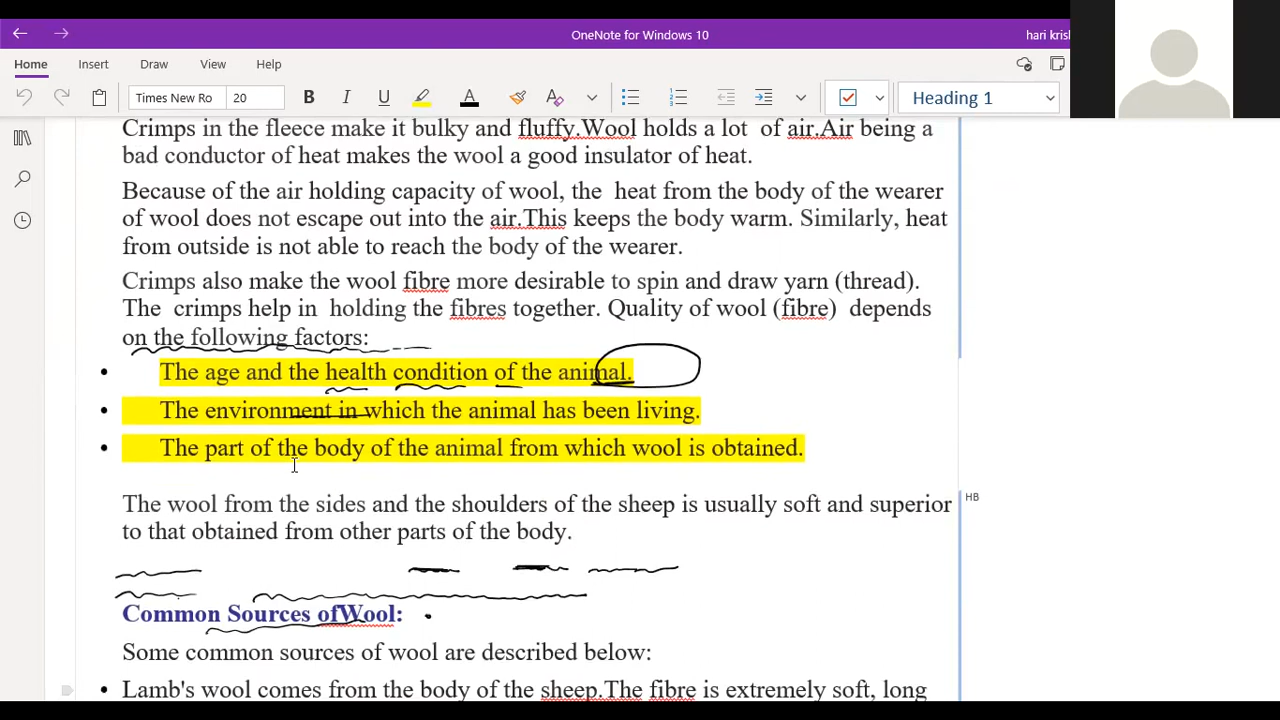 OneNote for Windows 10
hari krish
Home Insert Draw View Help
Times New Ro 20 B I U A Heading 1
Crimps in the fleece make it bulky and fluffy.Wool holds a lot of air.Air being a
bad conductor of heat makes the wool a good insulator of heat.
Because of the air holding capacity of wool, the heat from the body of the wearer
of wool does not escape out into the air.This keeps the body warm. Similarly, heat
from outside is not able to reach the body of the wearer.
Crimps also make the wool fibre more desirable to spin and draw yarn (thread).
The crimps help in holding the fibres together. Quality of wool (fibre) depends
on the following factors:
• The age and the health condition of the animal.
• The environment in which the animal has been living.
• The part of the body of the animal from which wool is obtained.
The wool from the sides and the shoulders of the sheep is usually soft and superior
HB
to that obtained from other parts of the body.
Common Sources ofWool:
Some common sources of wool are described below:
• Lamb's wool comes from the body of the sheep.The fibre is extremely soft, long